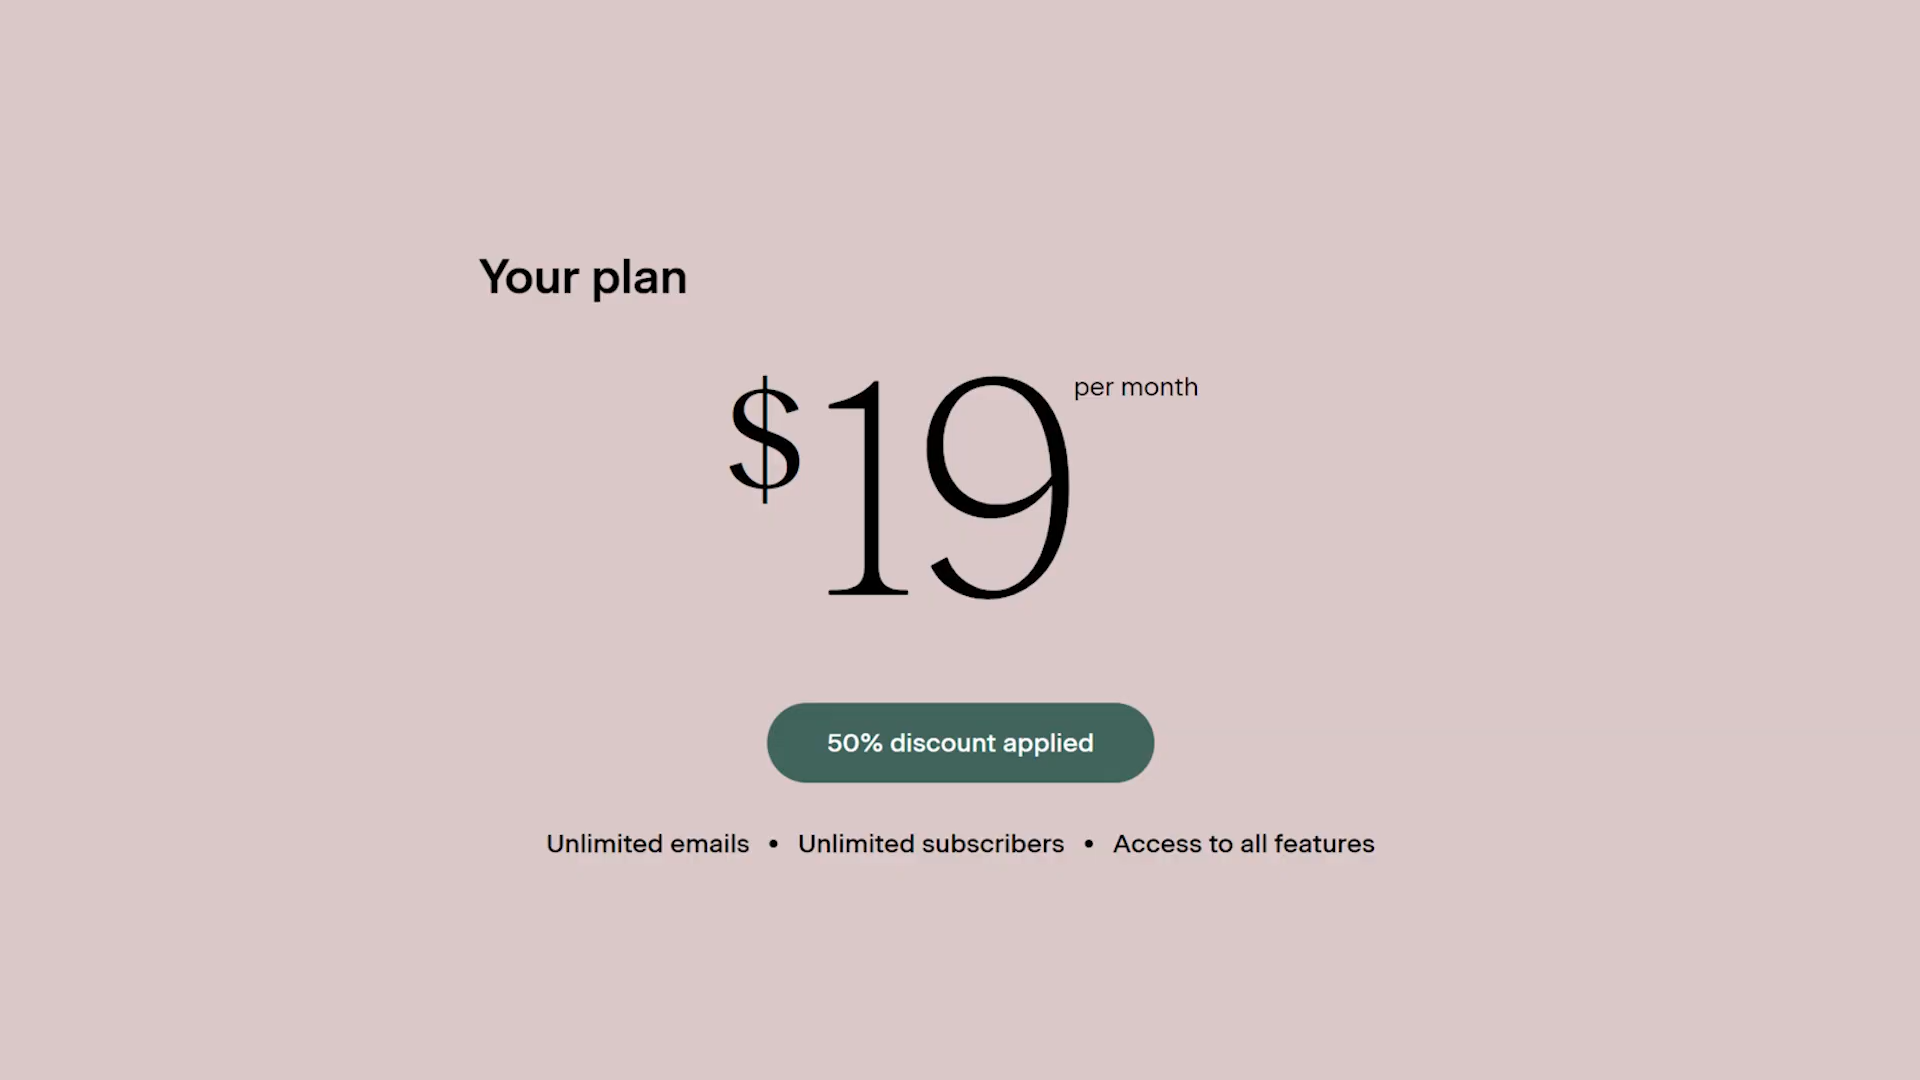 Your plan
$19 per month
50% discount applied
Unlimited emails • Unlimited subscribers • Access to all features